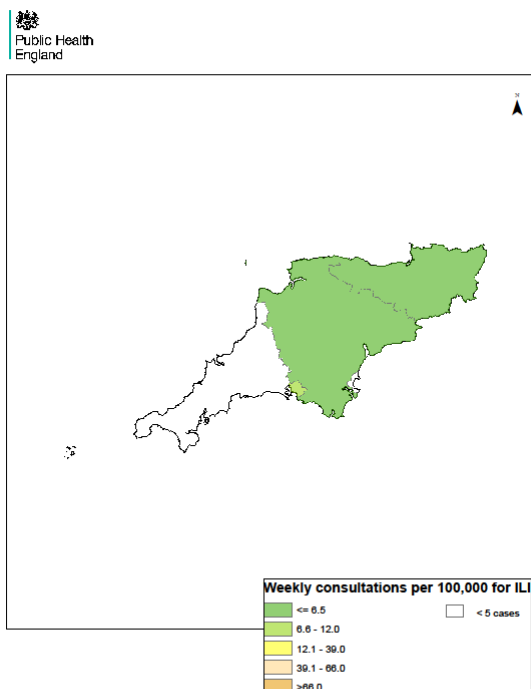 Public Health
England
N
Weekly consultations per 100,000 for ILI
<= 6.5
< 5 cases
6.6 - 12.0
12.1 - 39.0
39.1 - 66.0
>66.0